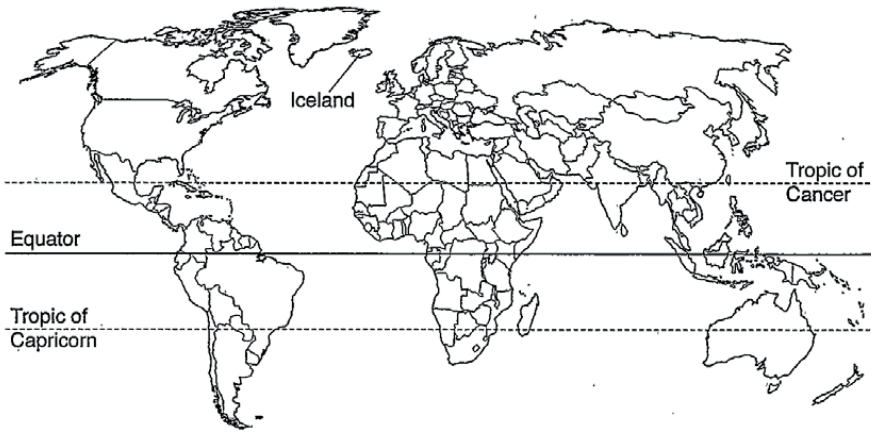 Iceland
Tropic of
Cancer
Equator
Tropic of
Capricorn